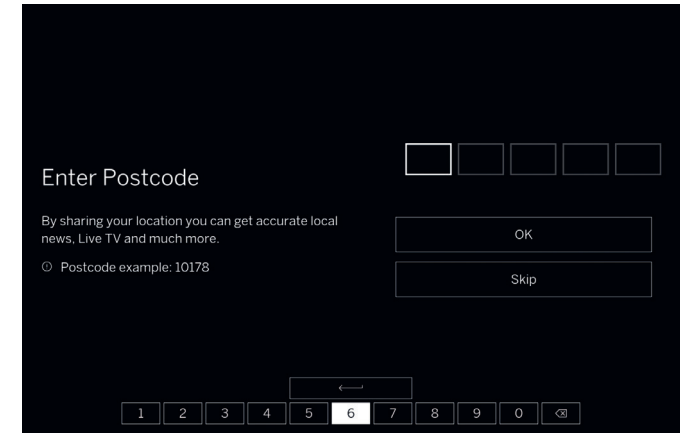 Enter Postcode
By sharing your location you can get accurate local
news, Live TV and much more.
Postcode example: 10178
OK
Skip
1 2 3 4 5 6 7 8 9 0